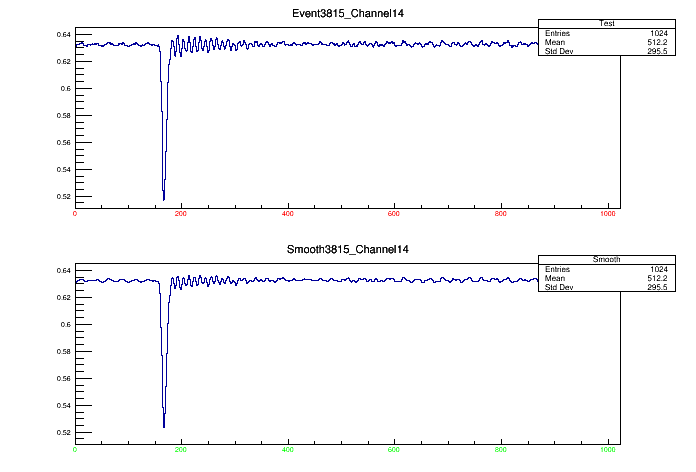 Event3815_Channel14
Test
Entries 1024
Mean 512.2
Std Dev 295.5
0.64
0.62
0.6
0.58
0.56
0.54
0.52
0 200 400 600 800 1000
Smooth3815_Channel14
Smooth
Entries 1024
Mean 512.2
Std Dev 295.5
0.64
0.62
0.6
0.58
0.56
0.54
0.52
0 200 400 600 800 1000